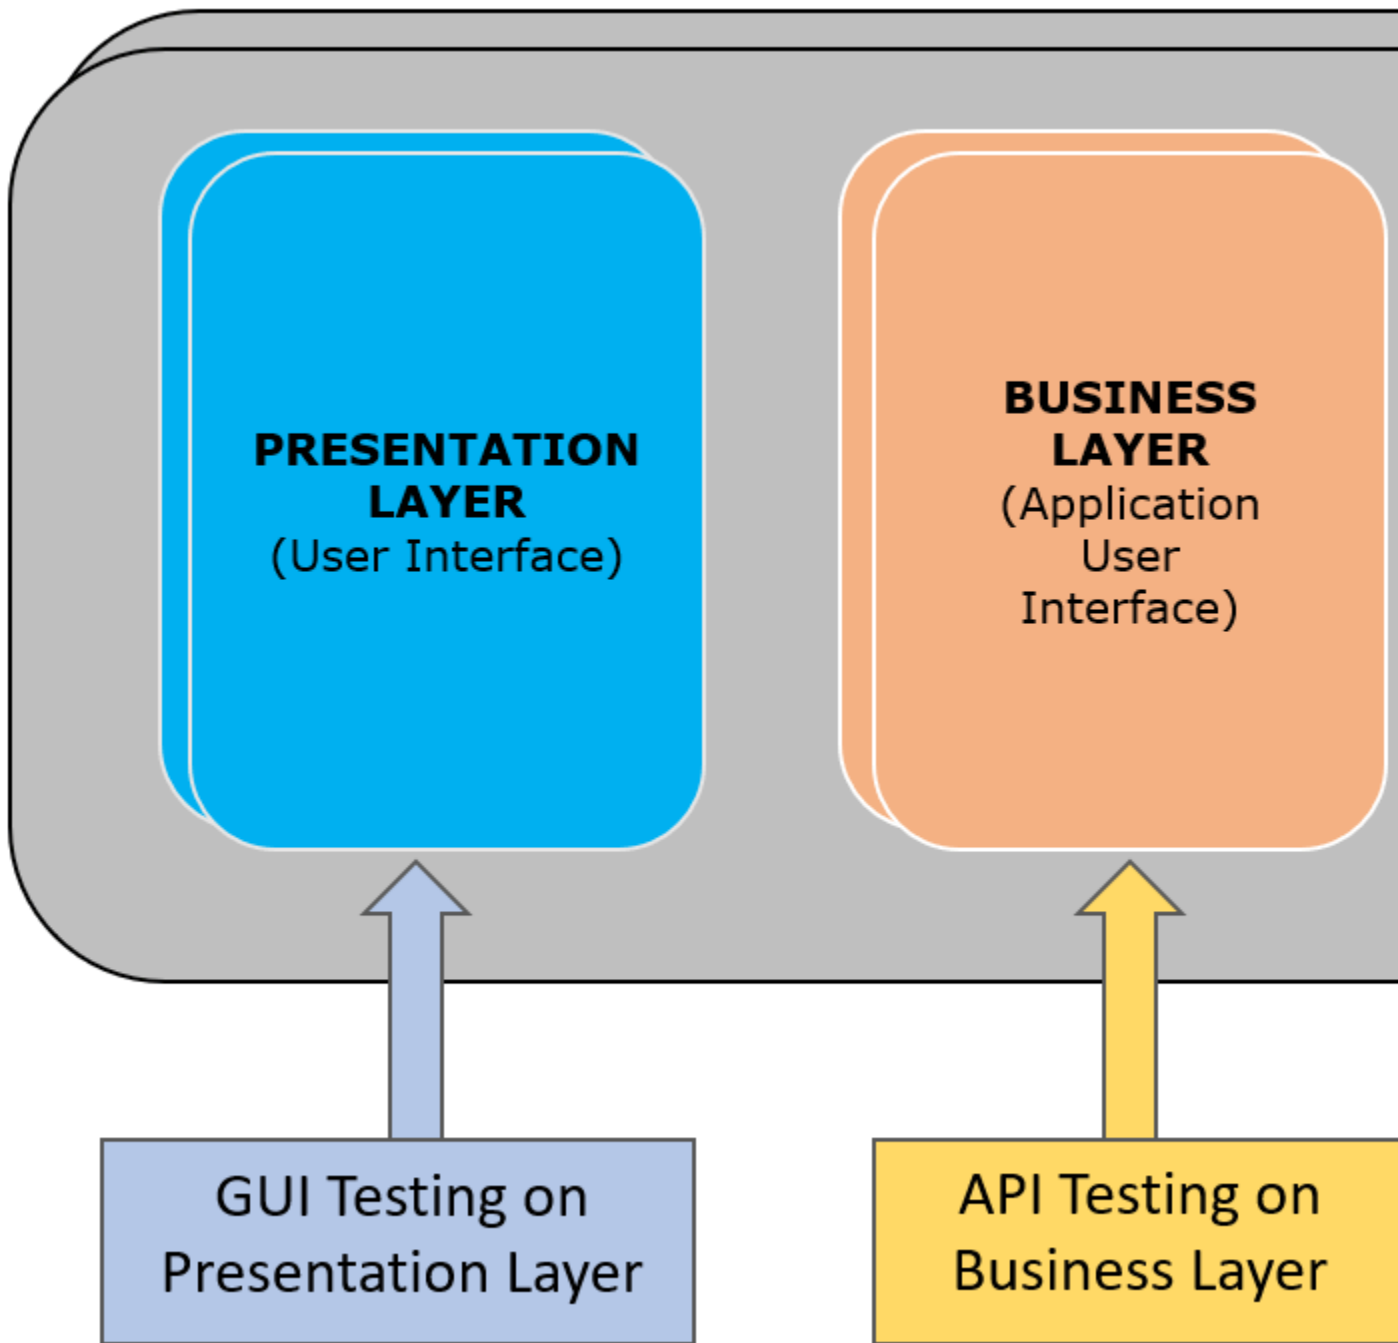 PRESENTATION
LAYER
(User Interface)
BUSINESS
LAYER
(Application
User
Interface)
GUI Testing on
Presentation Layer
API Testing on
Business Layer